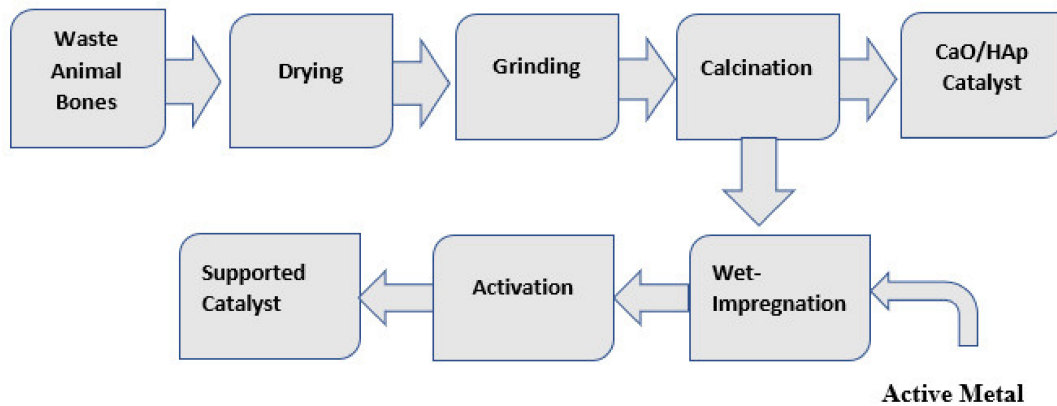 Waste
Animal
Bones
Drying
Grinding
Calcination
CaO/HAp
Catalyst
Supported
Catalyst
Activation
Wet-
Impregnation
Active Metal